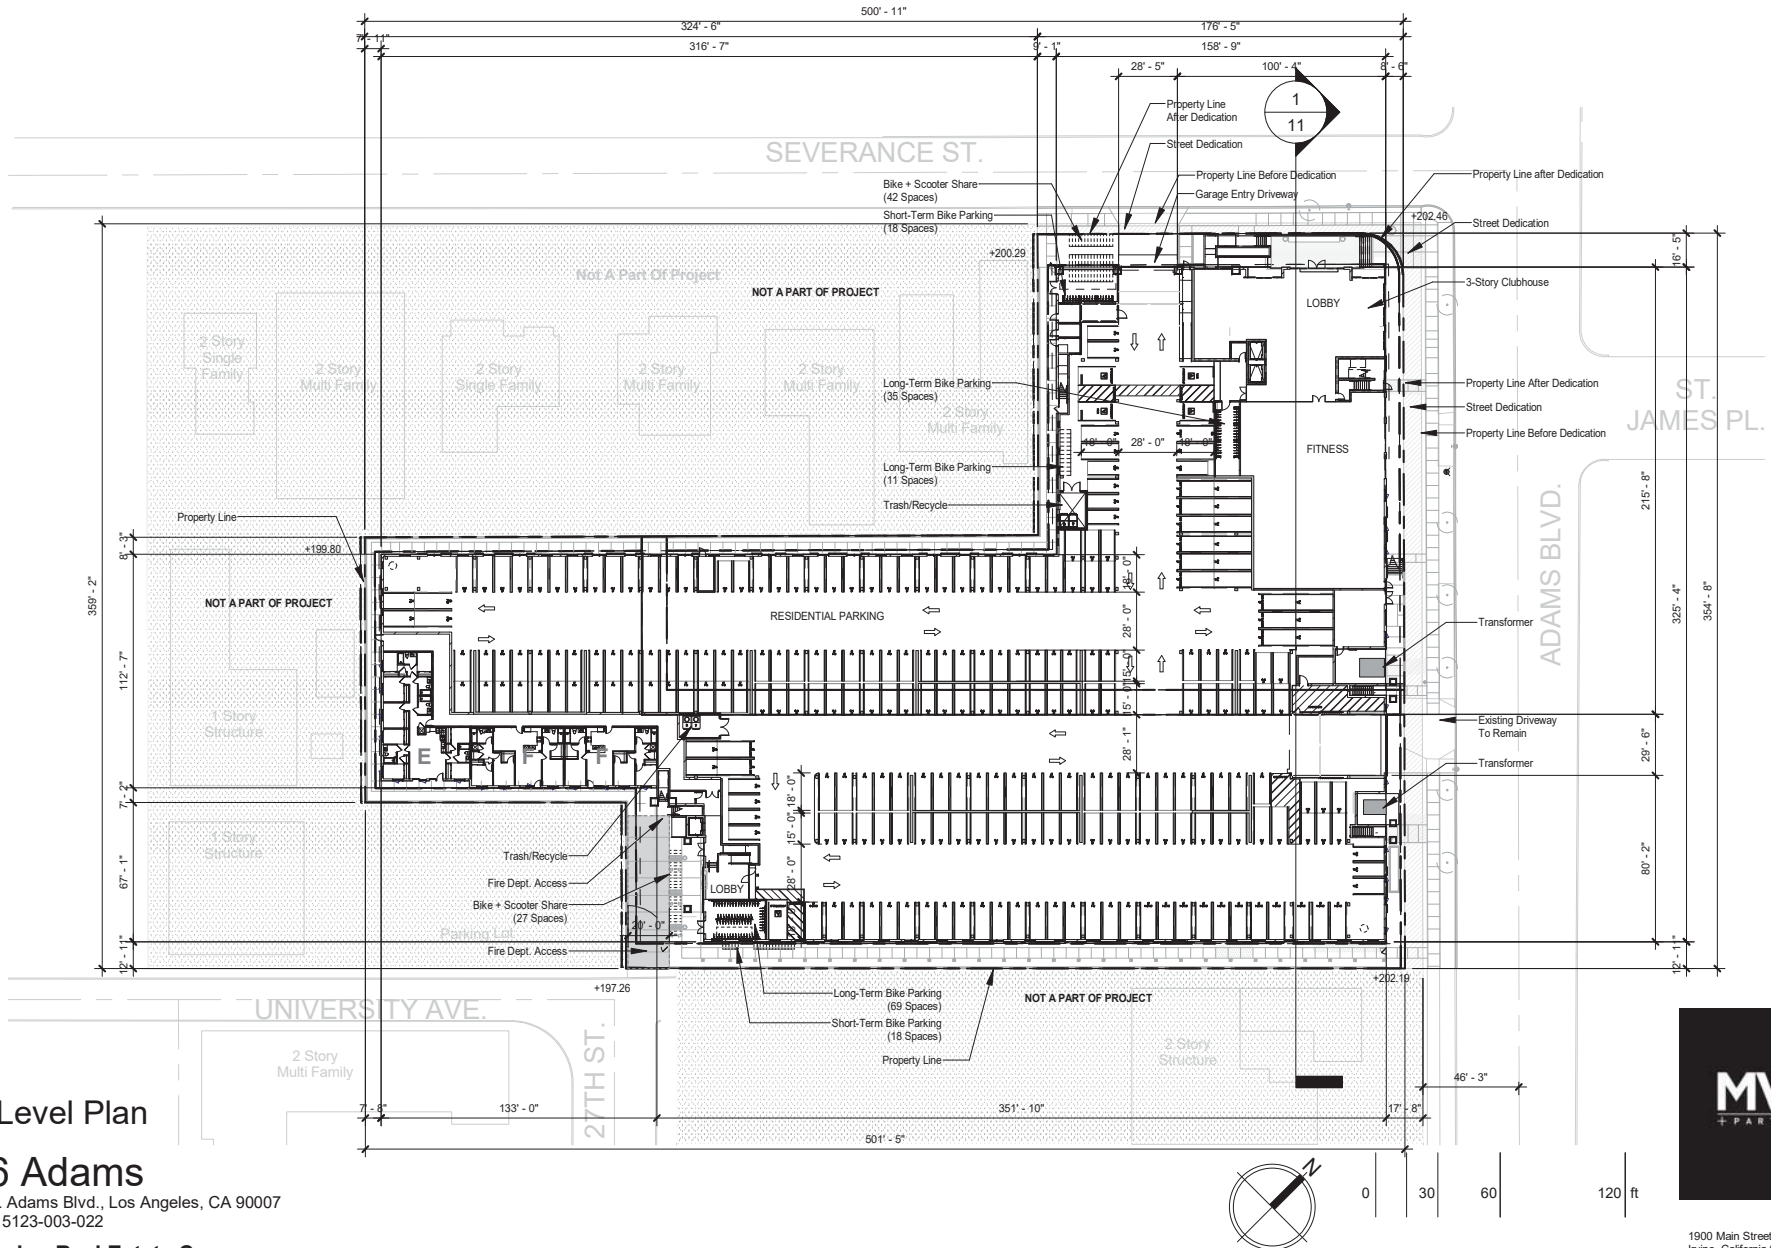 500' - 11"
324' - 6"
176' - 5"
7' - 11"
316' - 7"
9' - 1"
158' - 9"
28' - 5"
100' - 4"
8' - 6"
1
11
Property Line
After Dedication
SEVERANCE ST.
Street Dedication
Bike + Scooter Share
(42 Spaces)
Property Line Before Dedication
Garage Entry Driveway
Property Line after Dedication
Short-Term Bike Parking
(18 Spaces)
+202.46
Street Dedication
+200.29
16' - 5"
Not A Part Of Project
NOT A PART OF PROJECT
3-Story Clubhouse
LOBBY
2 Story
Single
Family
2 Story
Multi Family
2 Story
Single Family
2 Story
Multi Family
2 Story
Multi Family
2 Story
Multi Family
Long-Term Bike Parking
(35 Spaces)
Property Line After Dedication
Street Dedication
Property Line Before Dedication
ST.
JAMES PL.
18' - 0"
28' - 0"
18' - 0"
FITNESS
Long-Term Bike Parking
(11 Spaces)
Trash/Recycle
215' - 8"
ADAMS BLVD.
Property Line
8' - 3"
+199.80
359' - 2"
NOT A PART OF PROJECT
RESIDENTIAL PARKING
18' - 0"
28' - 0"
15' - 0"
15' - 0"
28' - 1"
325' - 4"
354' - 8"
Transformer
112' - 7"
1 Story
Structure
Existing Driveway
To Remain
29' - 6"
E
F
F
Transformer
7' - 2"
18' - 0"
15' - 0"
28' - 0"
1 Story
Structure
67' - 1"
80' - 2"
Trash/Recycle
Fire Dept. Access
LOBBY
Bike + Scooter Share
(27 Spaces)
20' - 0"
Parking Lot
Fire Dept. Access
12' - 11"
12' - 11"
+197.26
+202.19
Long-Term Bike Parking
(69 Spaces)
NOT A PART OF PROJECT
UNIVERSITY AVE.
Short-Term Bike Parking
(18 Spaces)
27TH ST.
2 Story
Multi Family
2 Story
Structure
Property Line
46' - 3"
7' - 8"
133' - 0"
351' - 10"
17' - 8"
501' - 5"
Level Plan
6 Adams
. Adams Blvd., Los Angeles, CA 90007
5123-003-022
N
0
30
60
120 ft
MV
+ PAR
1900 Main Street